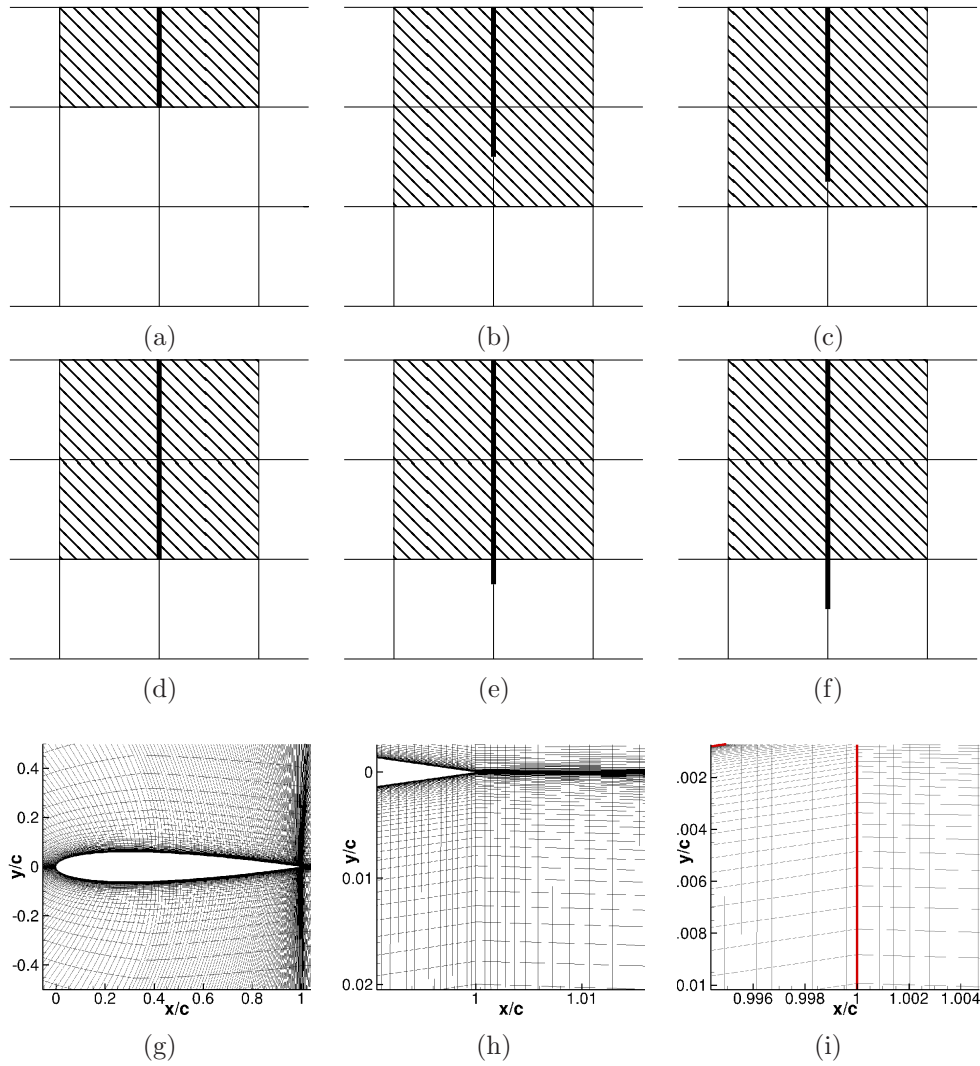 (a) (b) (c)
(d) (e) (f)
0.4
0.2
0
-0.2
-0.4
y/c
0 0.2 0.4 0.6 0.8 1
x/c
0
0.01
0.02
y/c
1 1.01
x/c
.002
.004
.006
.008
0.01
y/c
0.996 0.998 1 1.002 1.004
x/c
(g) (h) (i)